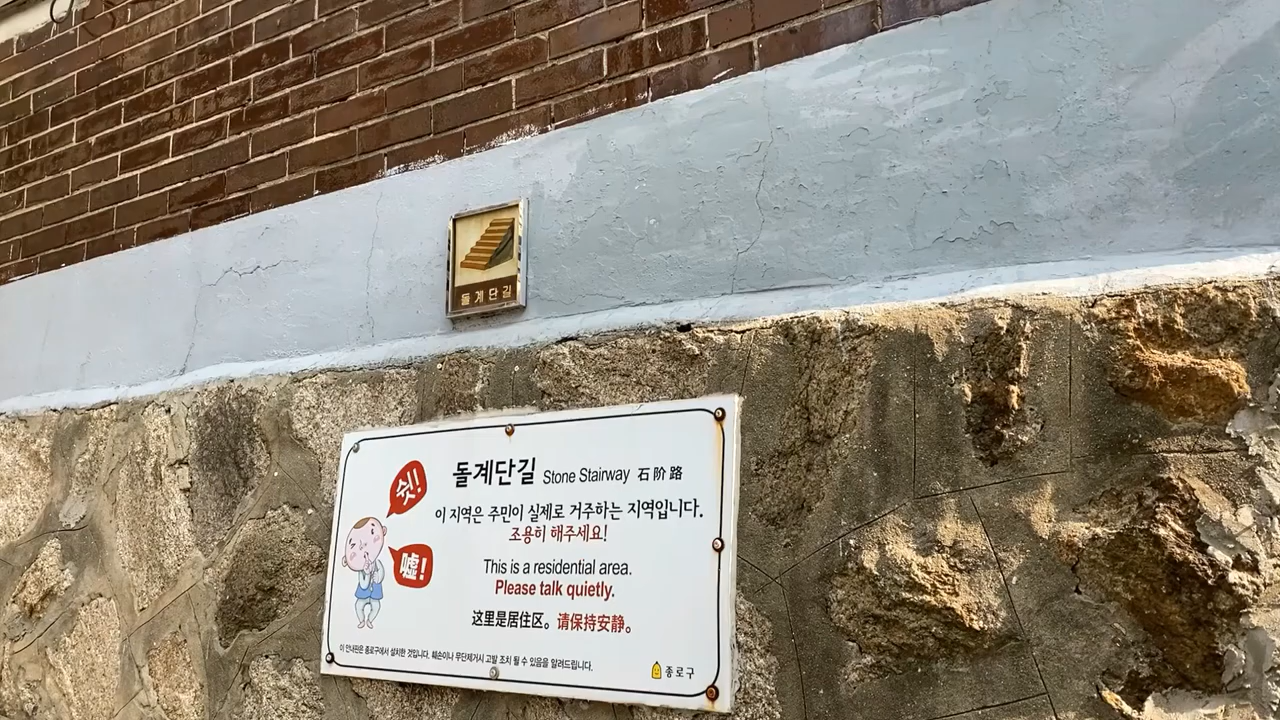 돌계단길
쉿!
嘘!
돌계단길 Stone Stairway 石阶路
이 지역은 주민이 실제로 거주하는 지역입니다.
조용히 해주세요!
This is a residential area.
Please talk quietly.
这里是居住区。请保持安静。
이 안내판은 종로구에서 설치한 것입니다. 훼손이나 무단제거시 고발 조치 될 수 있음을 알려드립니다.
종로구